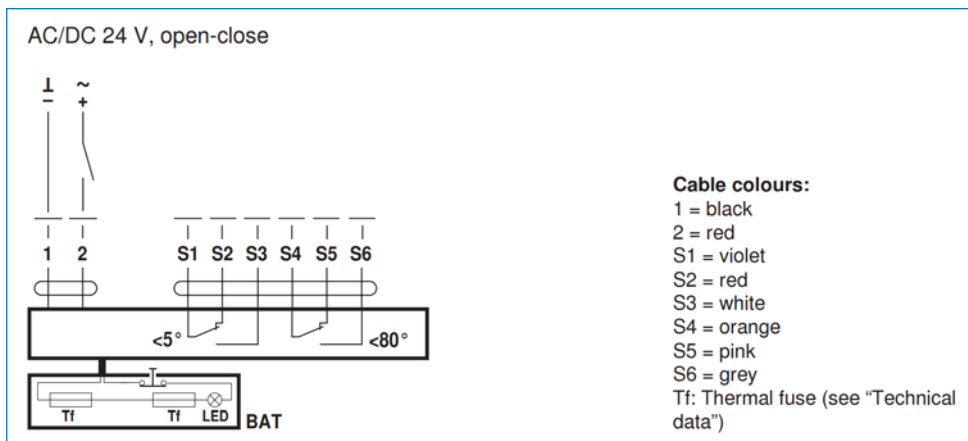 AC/DC 24 V, open-close
⊥ ~
− +
1 2 S1 S2 S3 S4 S5 S6
<5° <80°
T
Tf Tf LED BAT
Cable colours:
1 = black
2 = red
S1 = violet
S2 = red
S3 = white
S4 = orange
S5 = pink
S6 = grey
Tf: Thermal fuse (see “Technical
data”)